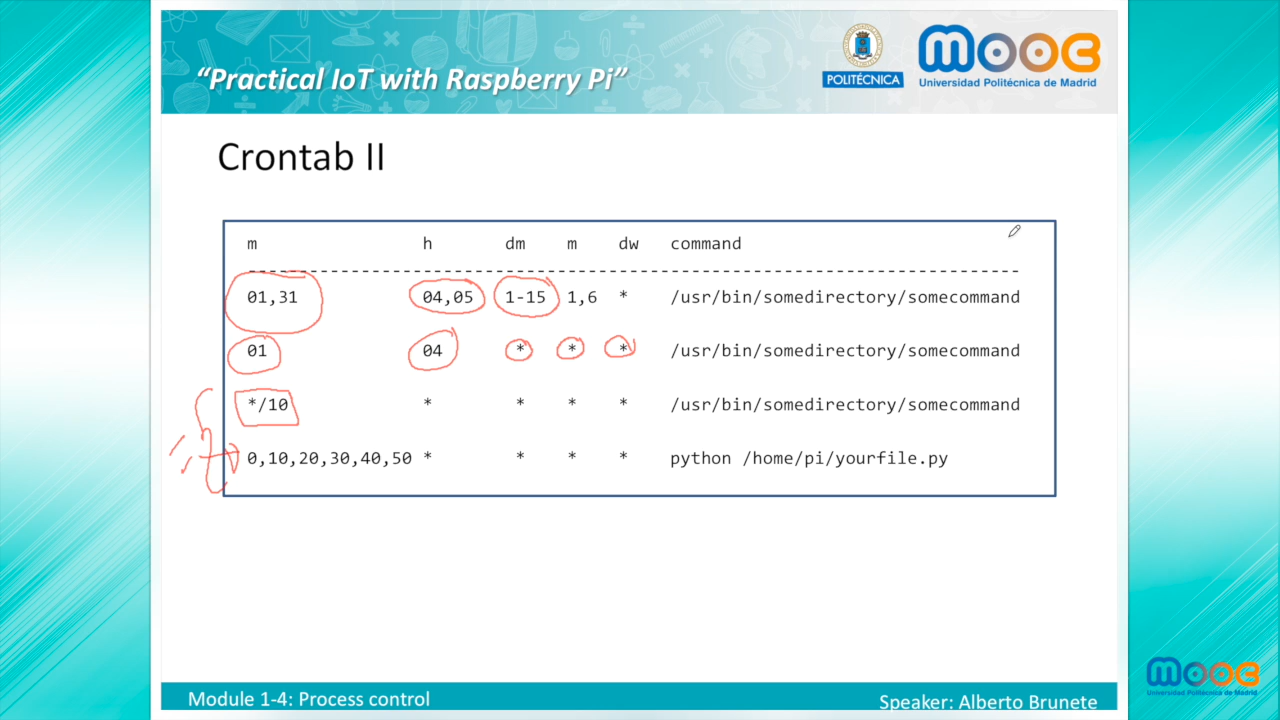 “Practical IoT with Raspberry Pi”
POLITÉCNICA
mooc
Universidad Politécnica de Madrid
Crontab II
m h dm m dw command
--------------------------------------------------------------------------
01,31 04,05 1-15 1,6 * /usr/bin/somedirectory/somecommand
01 04 * * * /usr/bin/somedirectory/somecommand
*/10 * * * * /usr/bin/somedirectory/somecommand
0,10,20,30,40,50 * * * * python /home/pi/yourfile.py
mooc
Universidad Politécnica de Madrid
Module 1-4: Process control
Speaker: Alberto Brunete